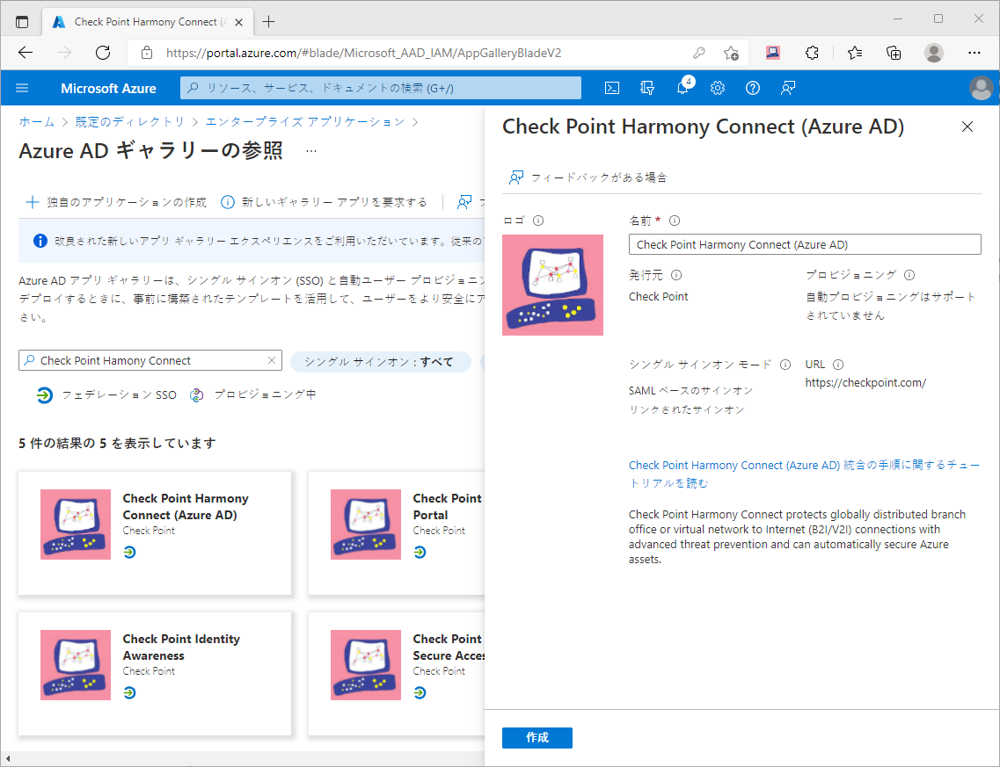 Check Point Harmony Connect (A
https://portal.azure.com/#blade/Microsoft_AAD_IAM/AppGalleryBladeV2
Microsoft Azure
リソース、サービス、ドキュメントの検索 (G+/)
4
ホーム > 既定のディレクトリ > エンタープライズ アプリケーション >
Azure AD ギャラリーの参照 ...
独自のアプリケーションの作成
新しいギャラリー アプリを要求する
フ
改良された新しいアプリ ギャラリー エクスペリエンスをご利用いただいています。従来の
Azure AD アプリ ギャラリーは、シングル サインオン (SSO) と自動ユーザー プロビジョニン
デプロイするときに、事前に構築されたテンプレートを活用して、ユーザーをより安全にア
さい。
Check Point Hamony Connect
シングル サインオン : すべて
フェデレーション SSO
プロビジョニング中
5 件の結果の 5 を表示しています
Check Point Harmony
Connect (Azure AD)
Check Point
Check Point
Portal
Check Point
Check Point Identity
Awareness
Check Point
Check Point
Secure Acces
Check Point
Check Point Harmony Connect (Azure AD)
フィードバックがある場合
ロゴ
名前 *
Check Point Harmony Connect (Azure AD)
発行元
Check Point
プロビジョニング
自動プロビジョニングはサポート
されていません
シングル サインオン モード
SAML ベースのサインオン
リンクされたサインオン
URL
https://checkpoint.com/
Check Point Harmony Connect (Azure AD) 統合の手順に関するチュー
トリアルを読む
Check Point Harmony Connect protects globally distributed branch
office or virtual network to Internet (B2I/V2I) connections with
advanced threat prevention and can automatically secure Azure
assets.
作成